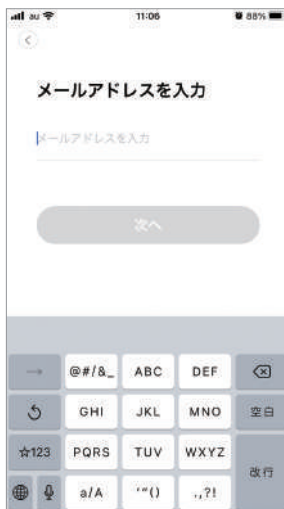 au 11:06 88%
メールアドレスを入力
メールアドレスを入力
次へ
→ @#/&_ ABC DEF
GHI JKL MNO 空白
☆123 PQRS TUV WXYZ 改行
a/A '"() .,?!